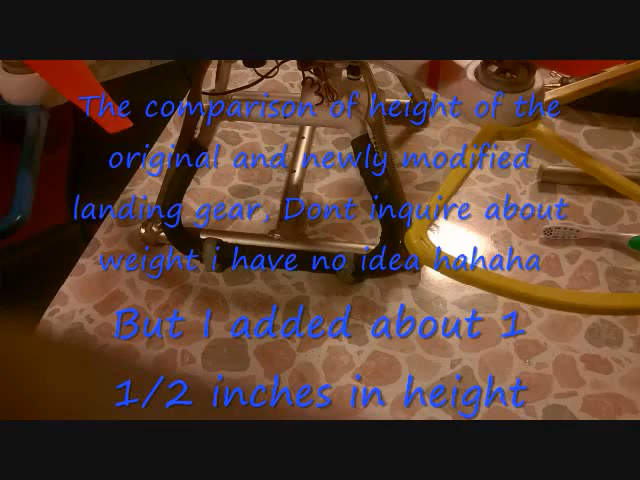 The comparison of height of the
original and newly modified
landing gear, Dont inquire about
weight i have no idea hahaha
But I added about 1
1/2 inches in height